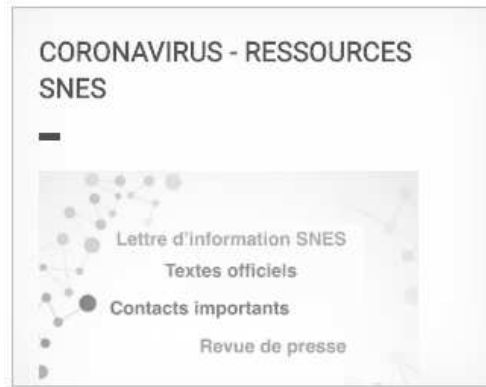 CORONAVIRUS - RESSOURCES
SNES
Lettre d'information SNES
Textes officiels
Contacts importants
Revue de presse